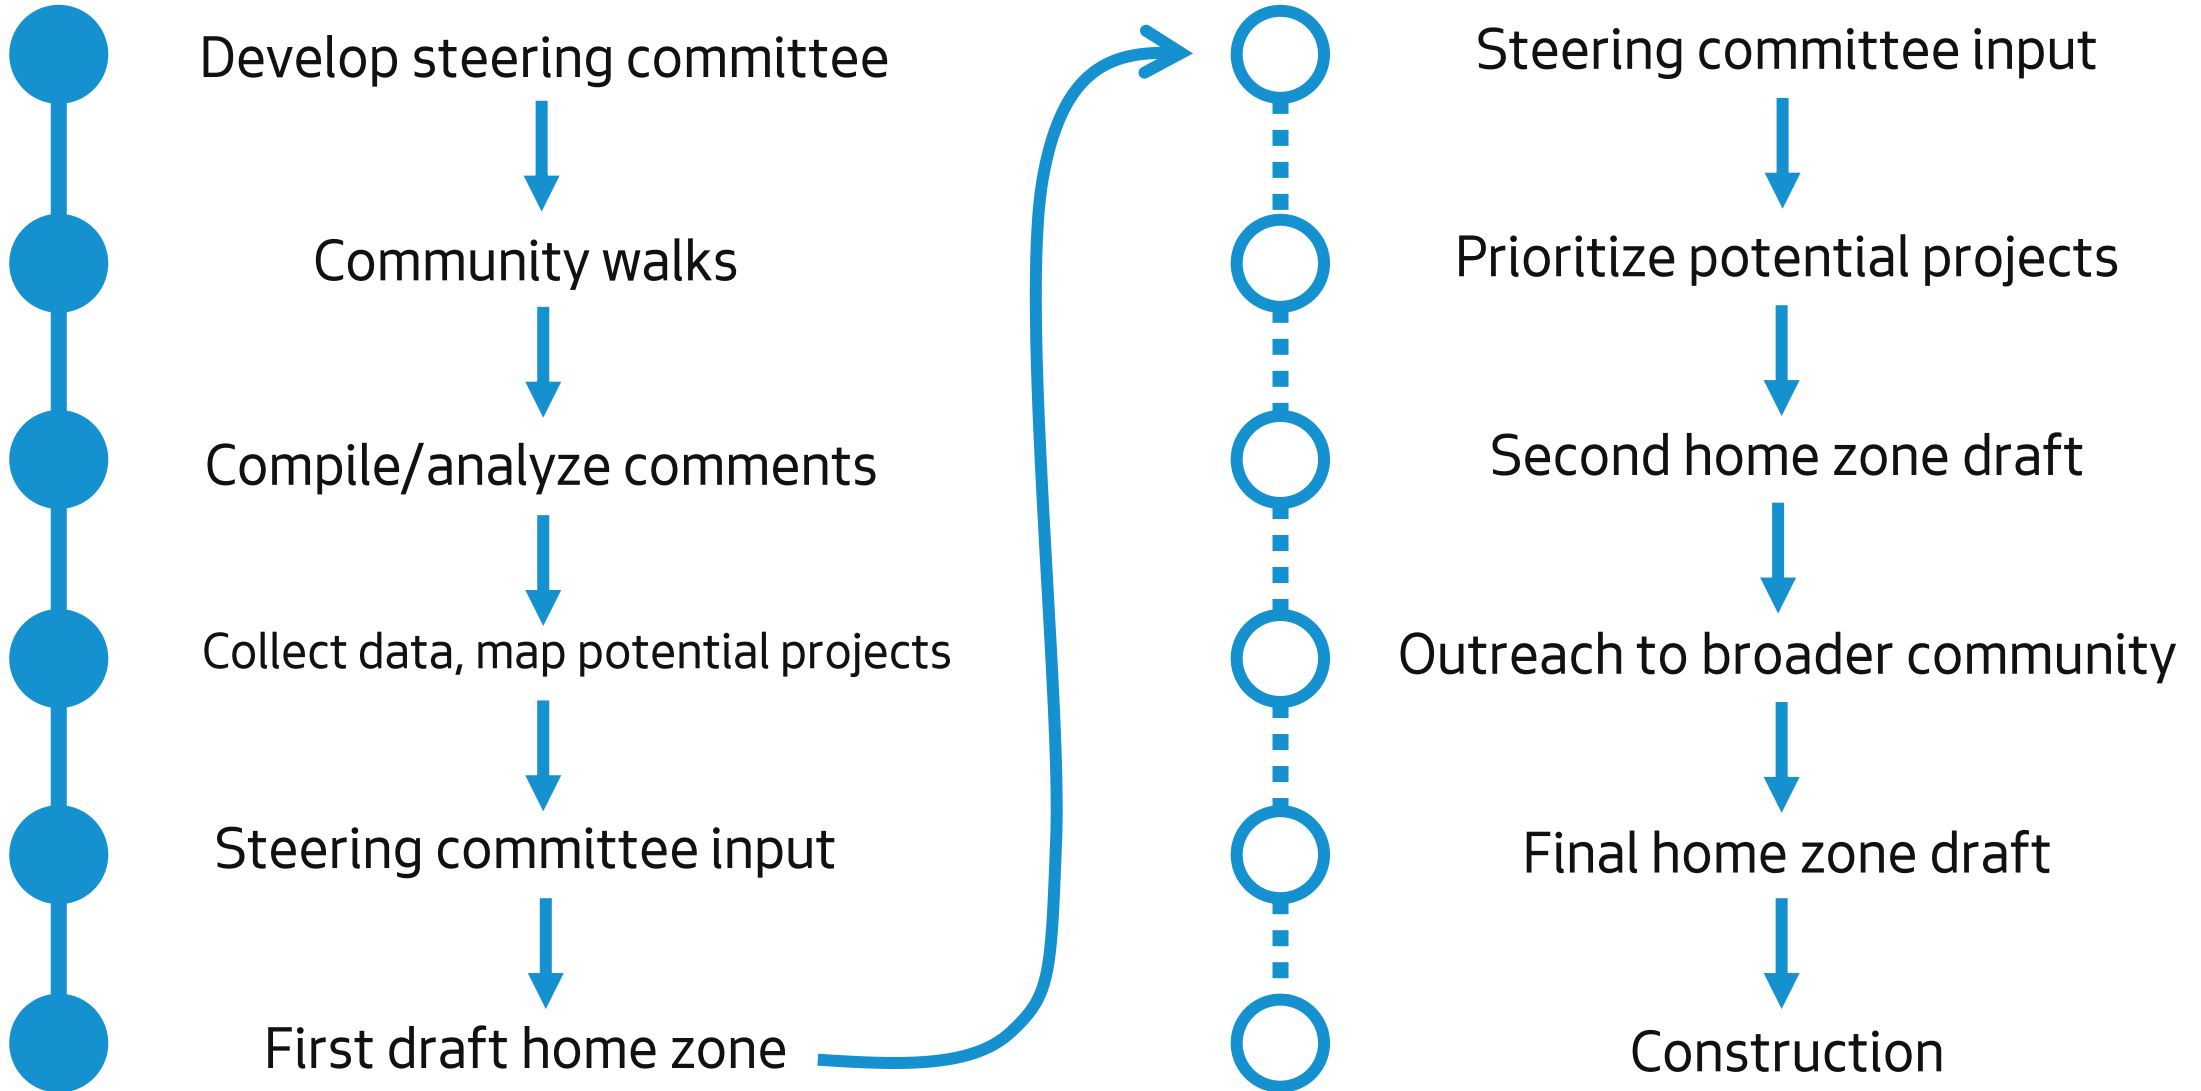 Develop steering committee
Community walks
Compile/analyze comments
Collect data, map potential projects
Steering committee input
First draft home zone
Steering committee input
Prioritize potential projects
Second home zone draft
Outreach to broader community
Final home zone draft
Construction